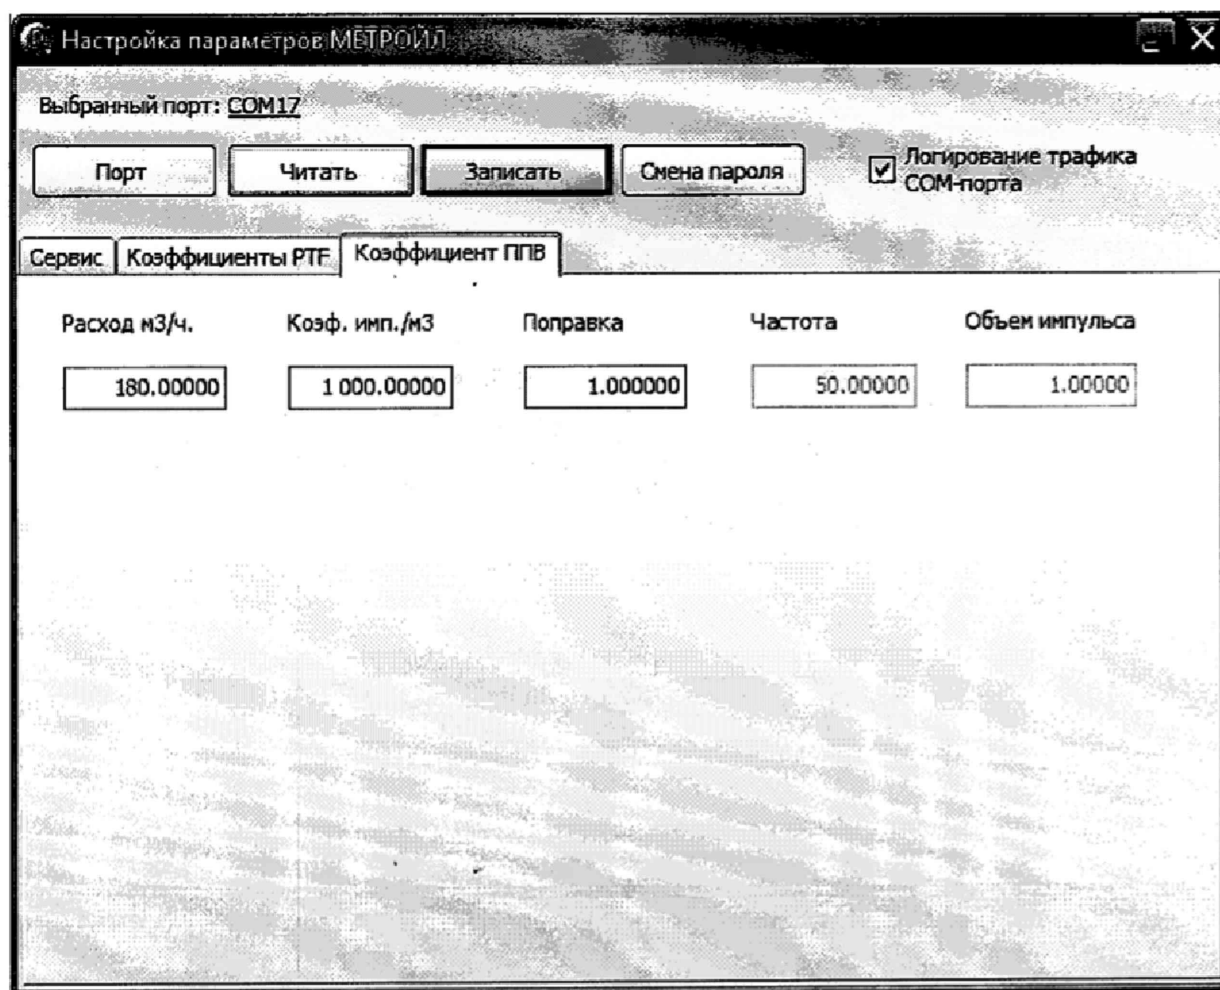 Настройка параметров МЕТРОЙЛ
Выбранный порт: COM17
Порт Читать Записать Смена пароля Логирование трафика
COM-порта
Сервис Коэффициенты PTF Коэффициент ППВ
Расход м3/ч. Коэф. имп./м3 Поправка Частота Объем импульса
180.00000 1 000.00000 1.000000 50.00000 1.00000